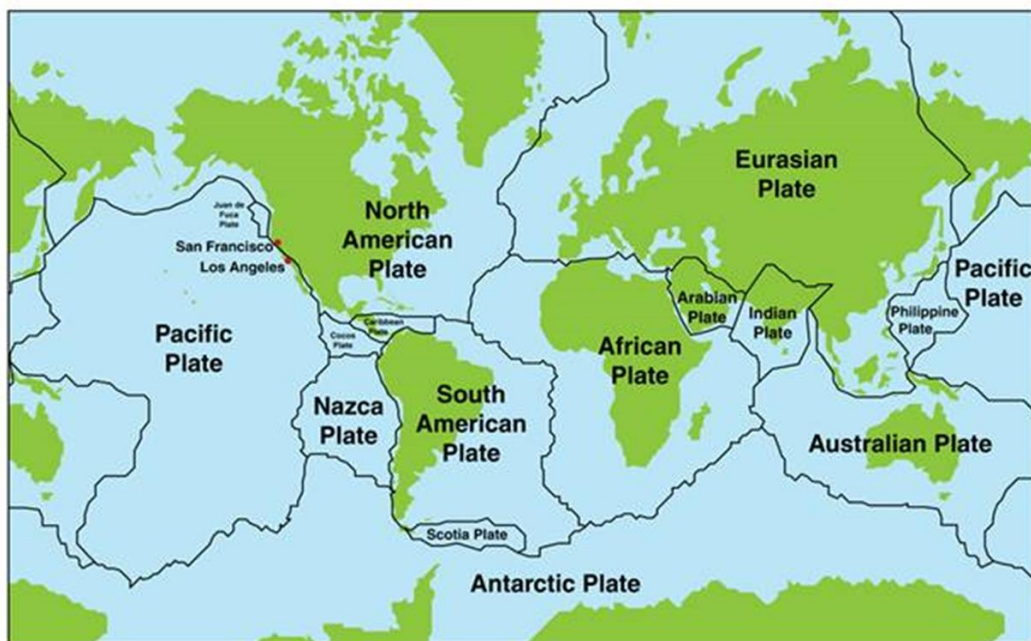 Eurasian
Plate
Juan de
Fuca
Plate
North
American
Plate
San Francisco
Los Angeles
Pacific
Plate
Arabian
Plate
Indian
Plate
Philippine
Plate
Caribbean
Plate
Cocos
Plate
Pacific
Plate
African
Plate
Nazca
Plate
South
American
Plate
Australian Plate
Scotia Plate
Antarctic Plate